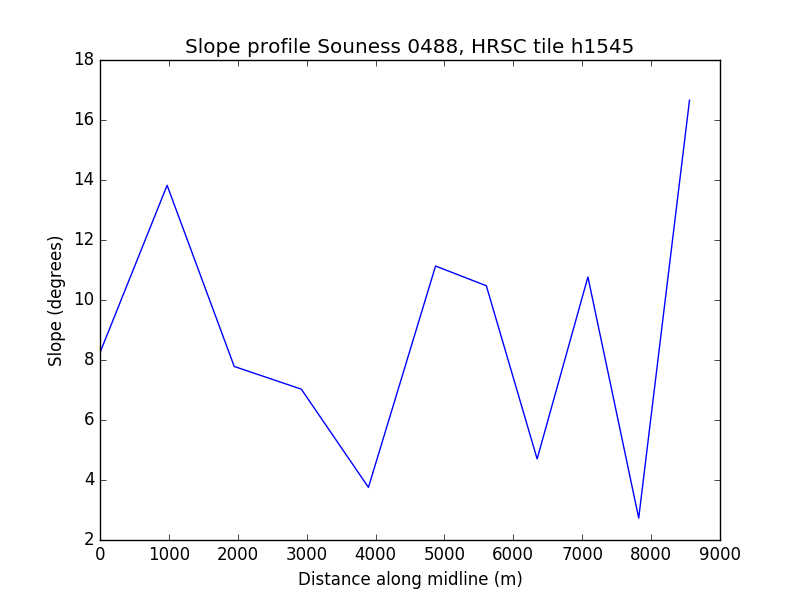 Slope profile Souness 0488, HRSC tile h1545
18
16
14
12
10
8
6
4
2
Slope (degrees)
0 1000 2000 3000 4000 5000 6000 7000 8000 9000
Distance along midline (m)